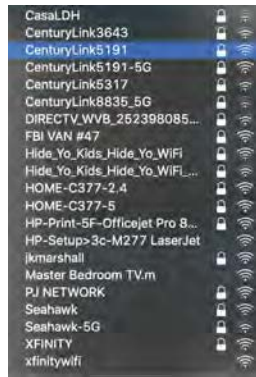 CasaLDH
CenturyLink3643
CenturyLink5191
CenturyLink5191-5G
CenturyLink5317
CenturyLink8835_5G
DIRECTV_WVB_252398085...
FBI VAN #47
Hide_Yo_Kids_Hide_Yo_WiFi
Hide_Yo_Kids_Hide_Yo_WiFi_...
HOME-C377-2.4
HOME-C377-5
HP-Print-5F-Officejet Pro 8...
HP-Setup>3c-M277 LaserJet
jkmarshall
Master Bedroom TV.m
PJ NETWORK
Seahawk
Seahawk-5G
XFINITY
xfinitywifi